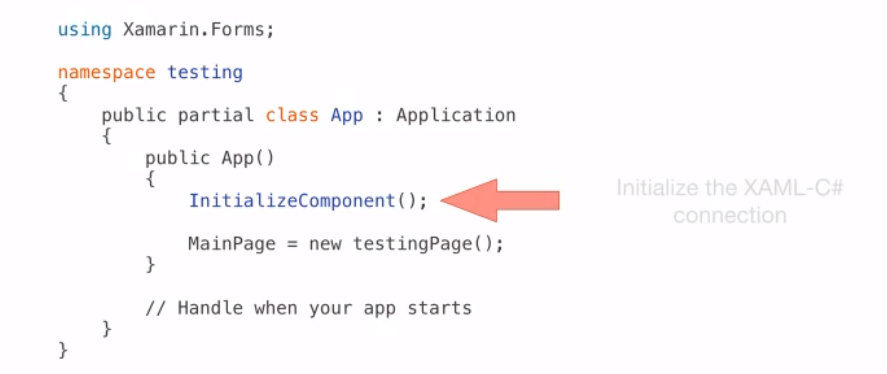 using Xamarin.Forms;
namespace testing
{
public partial class App : Application
{
public App()
{
InitializeComponent();
Initialize the XAML-C#
connection
MainPage = new testingPage();
}
// Handle when your app starts
}
}